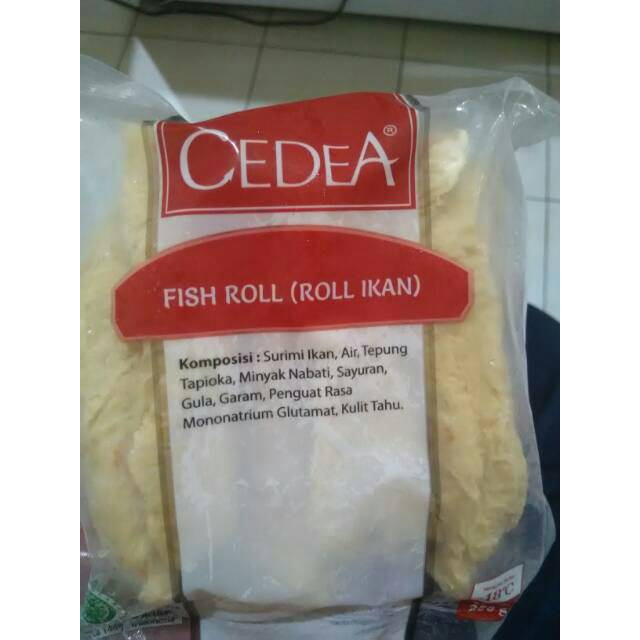 CEDEA®
FISH ROLL (ROLL IKAN)
Komposisi : Surimi Ikan, Air, Tepung
Tapioka, Minyak Nabati, Sayuran,
Gula, Garam, Penguat Rasa
Mononatrium Glutamat, Kulit Tahu.
-18°C